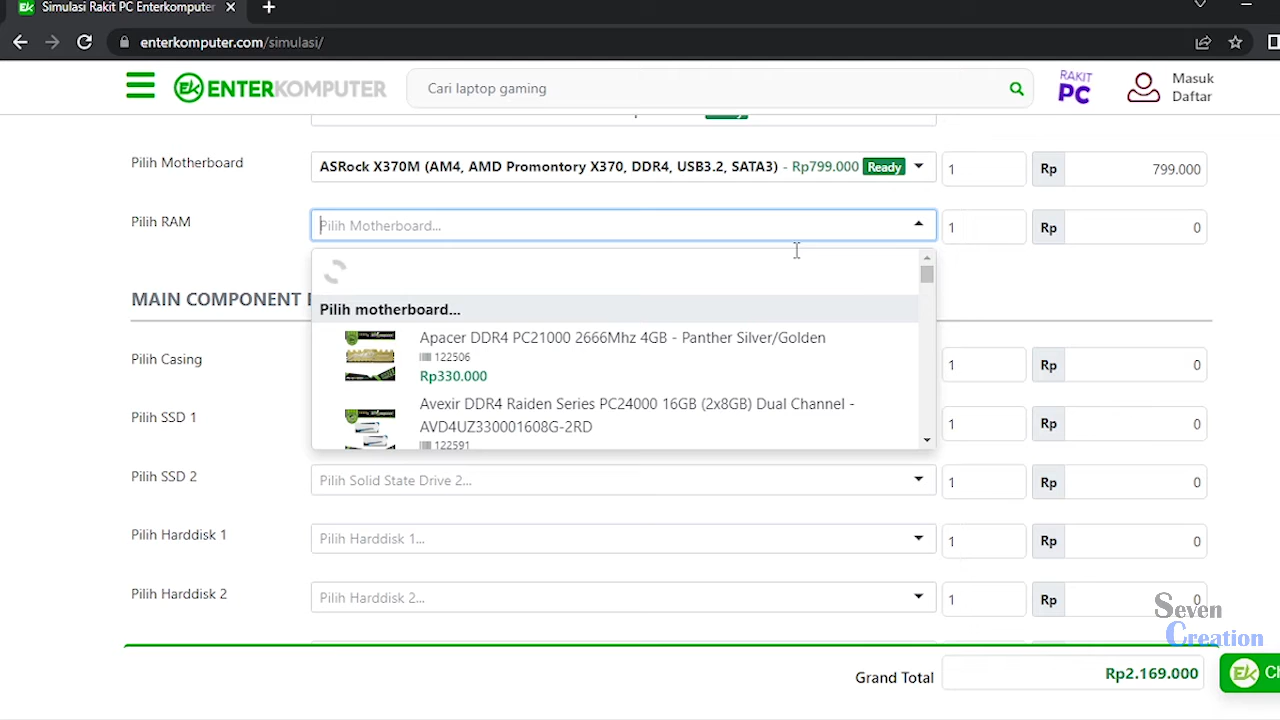 Simulasi Rakit PC Enterkomputer
enterkomputer.com/simulasi/
ENTERKOMPUTER
Cari laptop gaming
RAKIT
PC
Masuk
Daftar
Pilih Motherboard
ASRock X370M (AM4, AMD Promontory X370, DDR4, USB3.2, SATA3) - Rp799.000 Ready
1
Rp
799.000
Pilih RAM
Pilih Motherboard...
1
Rp
0
Pilih motherboard...
Apacer DDR4 PC21000 2666Mhz 4GB - Panther Silver/Golden
122506
Rp330.000
Avexir DDR4 Raiden Series PC24000 16GB (2x8GB) Dual Channel -
AVD4UZ330001608G-2RD
122591
MAIN COMPONENT
Pilih Casing
1
Rp
0
Pilih SSD 1
1
Rp
0
Pilih SSD 2
Pilih Solid State Drive 2...
1
Rp
0
Pilih Harddisk 1
Pilih Harddisk 1...
1
Rp
0
Pilih Harddisk 2
Pilih Harddisk 2...
1
Rp
0
Seven
Creation
Grand Total
Rp2.169.000
EK